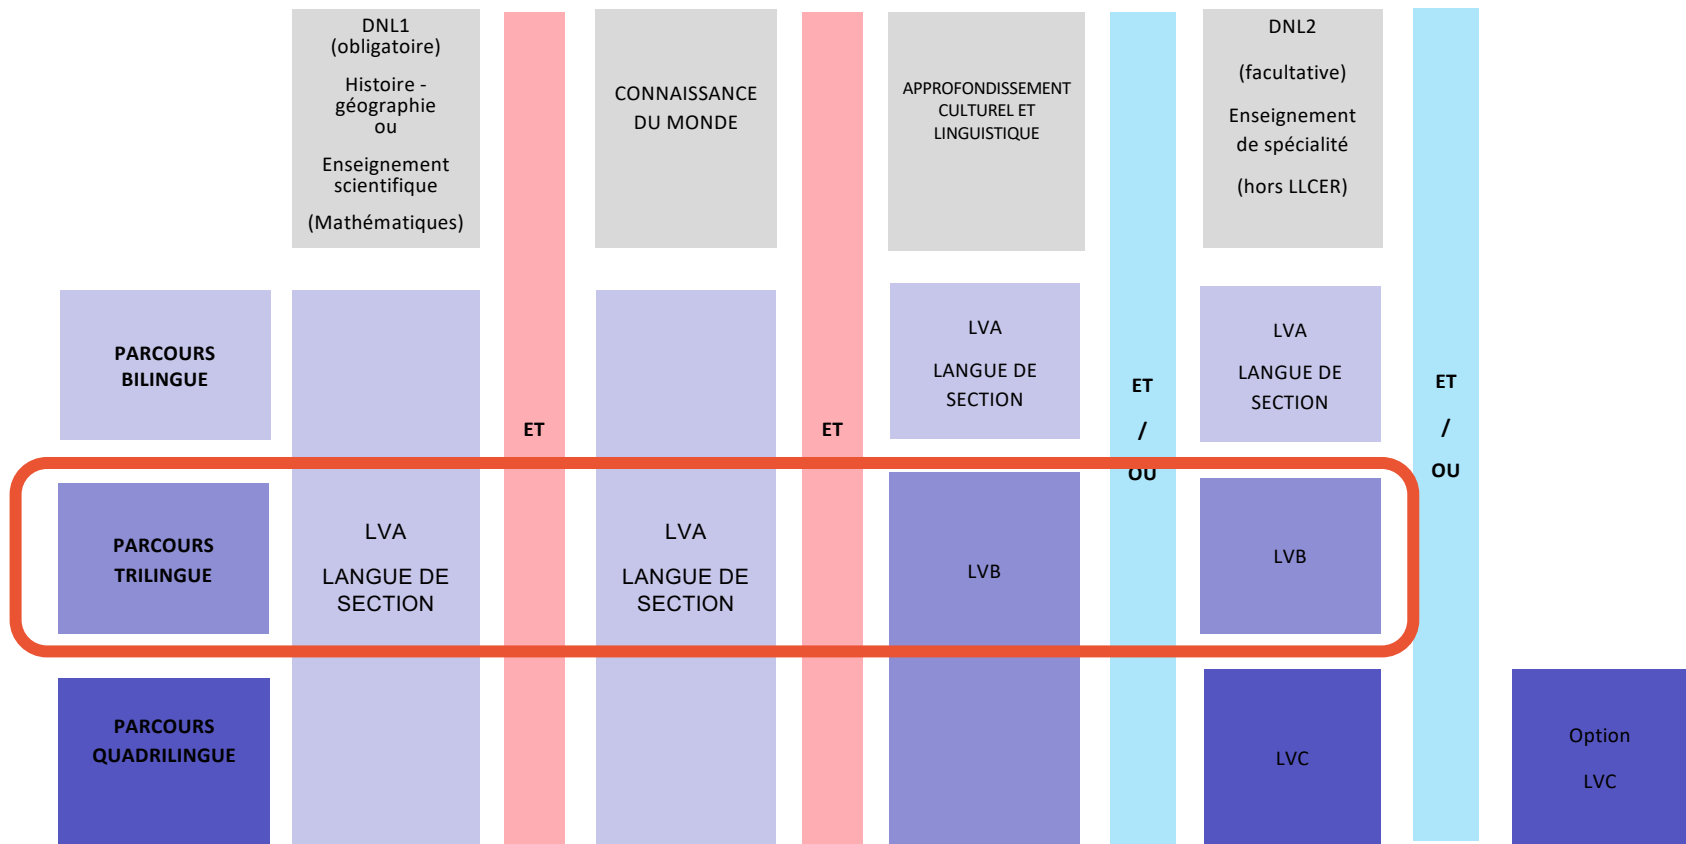 DNL1
(obligatoire)
Histoire -
géographie
ou
Enseignement
scientifique
(Mathématiques)
CONNAISSANCE
DU MONDE
APPROFONDISSEMENT
CULTUREL ET
LINGUISTIQUE
DNL2
(facultative)
Enseignement
de spécialité
(hors LLCER)
PARCOURS
BILINGUE
ET
ET
LVA
LANGUE DE
SECTION
ET
/
OU
LVA
LANGUE DE
SECTION
ET
/
OU
PARCOURS
TRILINGUE
LVA
LANGUE DE
SECTION
LVA
LANGUE DE
SECTION
LVB
LVB
PARCOURS
QUADRILINGUE
LVC
Option
LVC